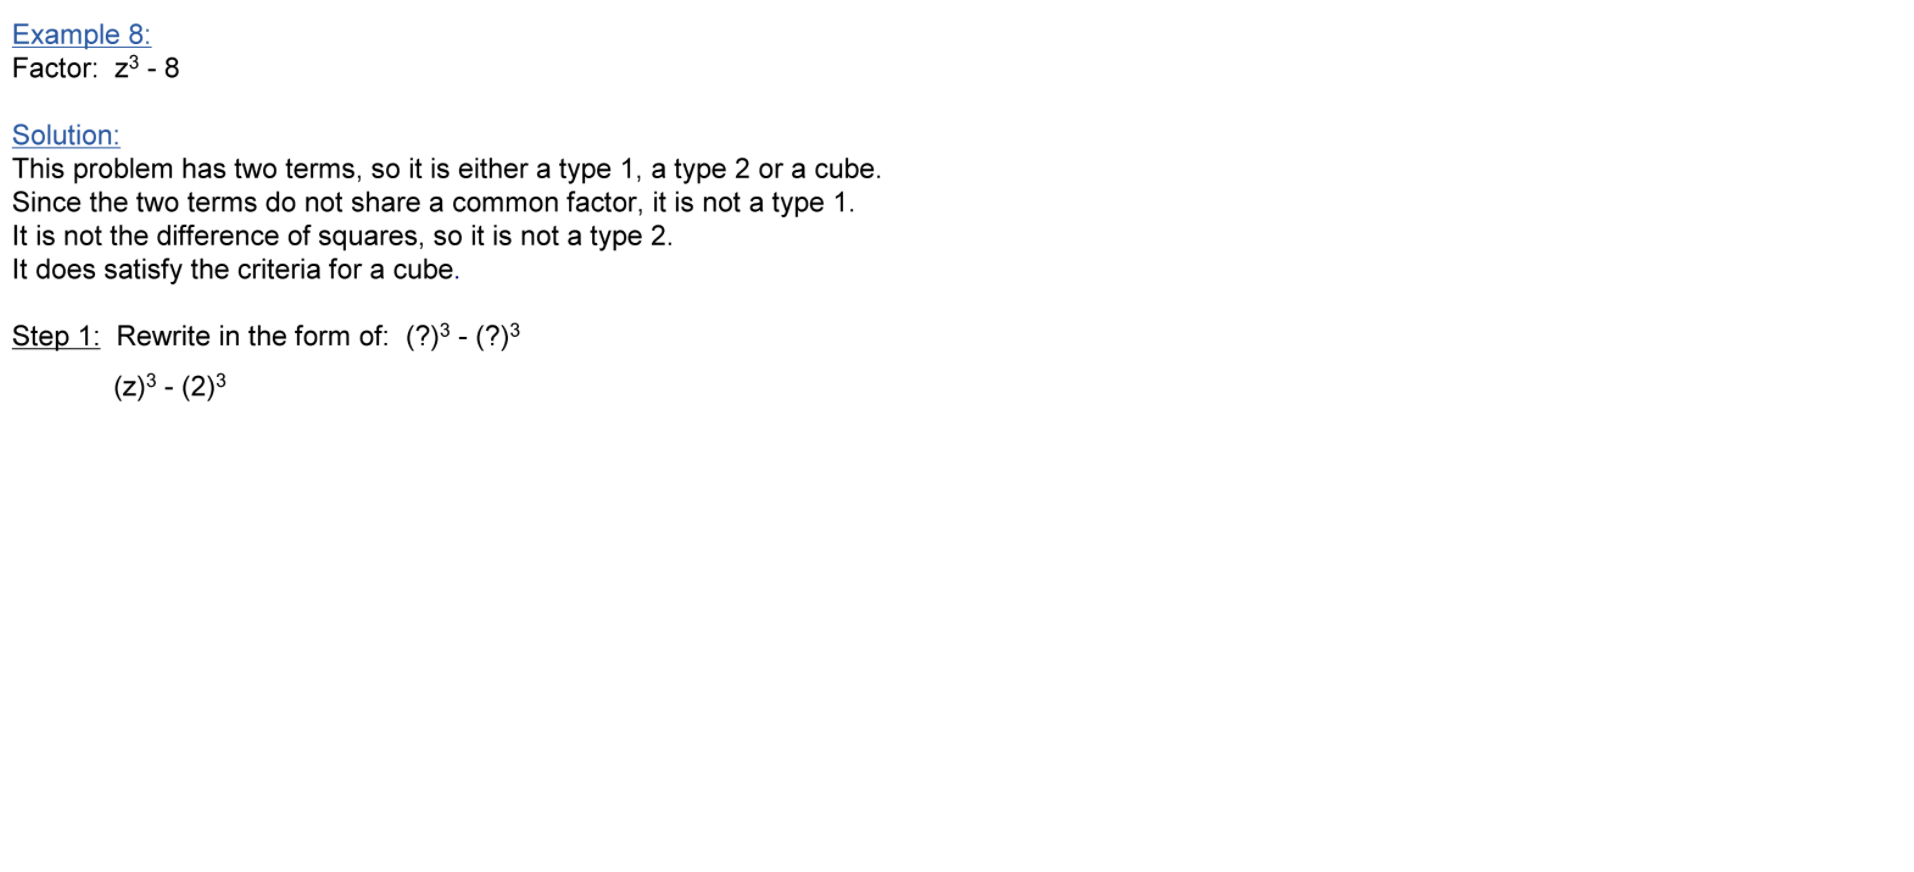 Example 8:
Factor:  z³ - 8
Solution:
This problem has two terms, so it is either a type 1, a type 2 or a cube.
Since the two terms do not share a common factor, it is not a type 1.
It is not the difference of squares, so it is not a type 2.
It does satisfy the criteria for a cube.
Step 1:  Rewrite in the form of:  (?)³ - (?)³
(z)³ - (2)³